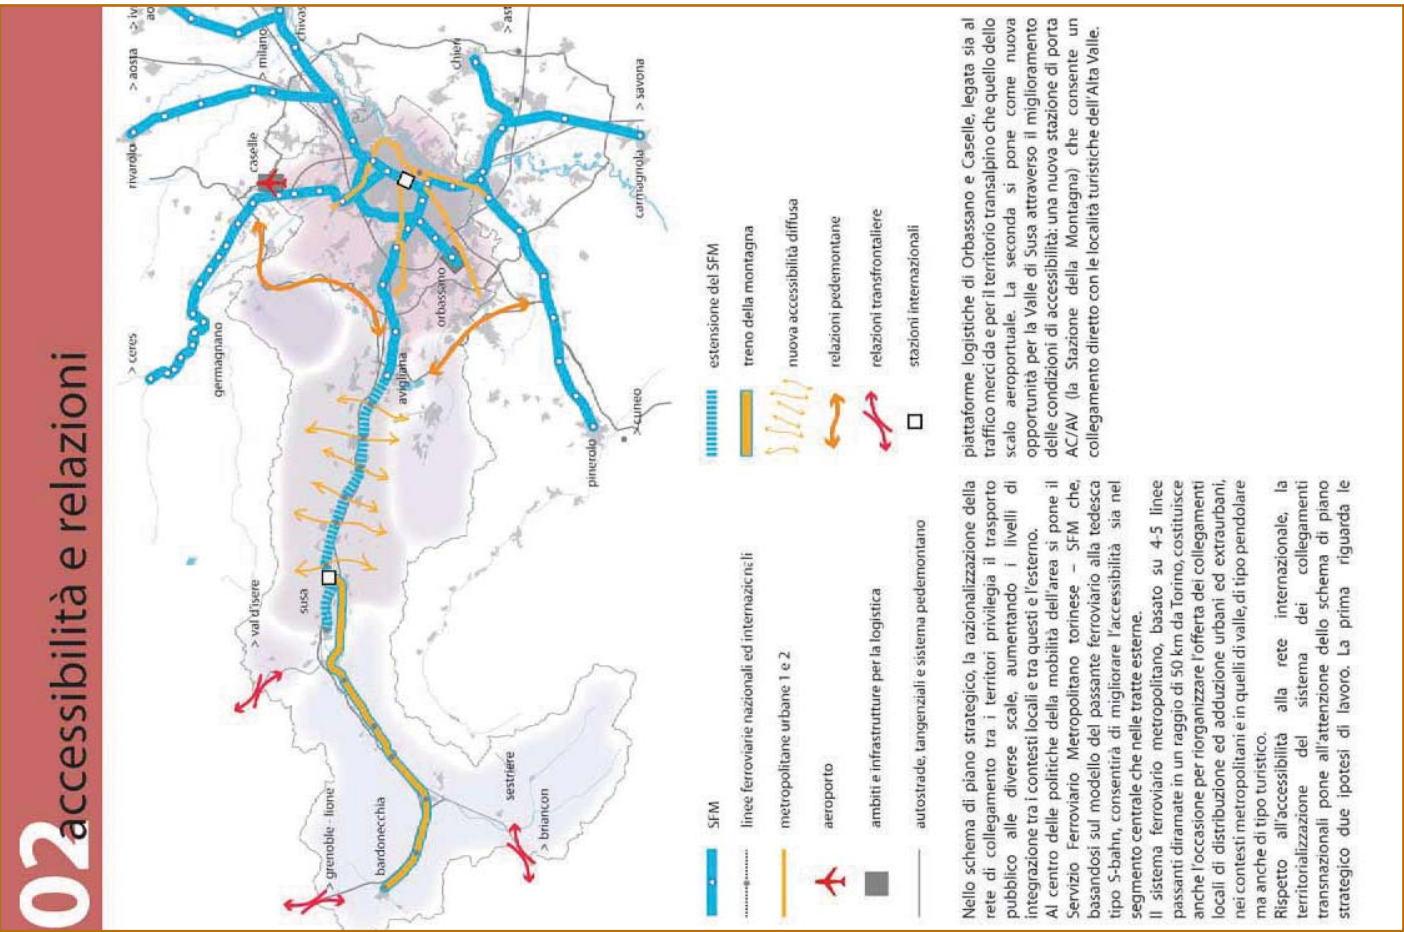 02
accessibilità e relazioni
> grenoble - lione
bardonecchia
> val d'isere
susa
sestriere
> briancon
> ceres
germagnano
avigliana
orbassano
pinerolo
> cuneo
rivarolo
> aosta
caselle
> milano
chieri
carmagnola
> savona
SFM
linee ferroviarie nazionali ed internazionali
metropolitane urbane 1 e 2
aeroporto
ambiti e infrastrutture per la logistica
autostrade, tangenziali e sistema pedemontano
estensione del SFM
treno della montagna
nuova accessibilità diffusa
relazioni pedemontane
relazioni transfrontaliere
stazioni internazionali
Nello schema di piano strategico, la razionalizzazione della
rete di collegamento tra i territori privilegia il trasporto
pubblico alle diverse scale, aumentando i livelli di
integrazione tra i contesti locali e tra questi e l'esterno.
Al centro delle politiche della mobilità dell'area si pone il
Servizio Ferroviario Metropolitano torinese – SFM che,
basandosi sul modello del passante ferroviario alla tedesca
tipo S-bahn, consentirà di migliorare l'accessibilità sia nel
segmento centrale che nelle tratte esterne.
Il sistema ferroviario metropolitano, basato su 4-5 linee
passanti diramate in un raggio di 50 km da Torino, costituisce
anche l'occasione per riorganizzare l'offerta dei collegamenti
locali di distribuzione ed adduzione urbani ed extraurbani,
nei contesti metropolitani e in quelli di valle, di tipo pendolare
ma anche di tipo turistico.
Rispetto all'accessibilità alla rete internazionale, la
territorializzazione del sistema dei collegamenti
transnazionali pone all'attenzione dello schema di piano
strategico due ipotesi di lavoro. La prima riguarda le
piattaforme logistiche di Orbassano e Caselle, legata sia al
traffico merci da e per il territorio transalpino che quello dello
scalo aeroportuale. La seconda si pone come nuova
opportunità per la Valle di Susa attraverso il miglioramento
delle condizioni di accessibilità: una nuova stazione di porta
AC/AV (la Stazione della Montagna) che consente un
collegamento diretto con le località turistiche dell'Alta Valle.